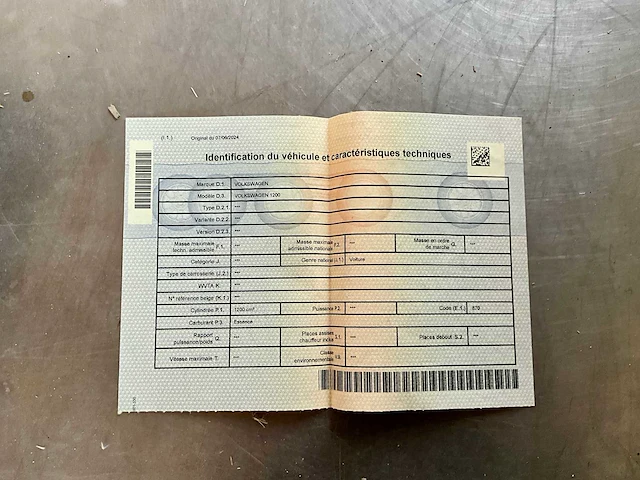 (I.1.) Original du 07/06/2024
Identification du véhicule et caractéristiques techniques
Marque D.1. VOLKSWAGEN
Modèle D.3. VOLKSWAGEN 1200
Type D.2.1. ---
Variante D.2.2. ---
Version D.2.3. ---
Masse maximale techn. admissible F.1. --- Masse maximale admissible nationale F.2. --- Masse en ordre de marche G. ---
Catégorie J. --- Genre national (J.1.) Voiture
Type de carrosserie (J.2.) ---
WVTA K. ---
N° référence belge (K.1.) ---
Cylindrée P.1. 1200 cm³ Puissance P.2. --- Code (E.1.)
Carburant P.3. Essence
Rapport puissance/poids Q. --- Places assises chauffeur inclus S.1. --- Places debout S.2. ---
Vitesse maximale T. --- Classe environnementale V.9. ---